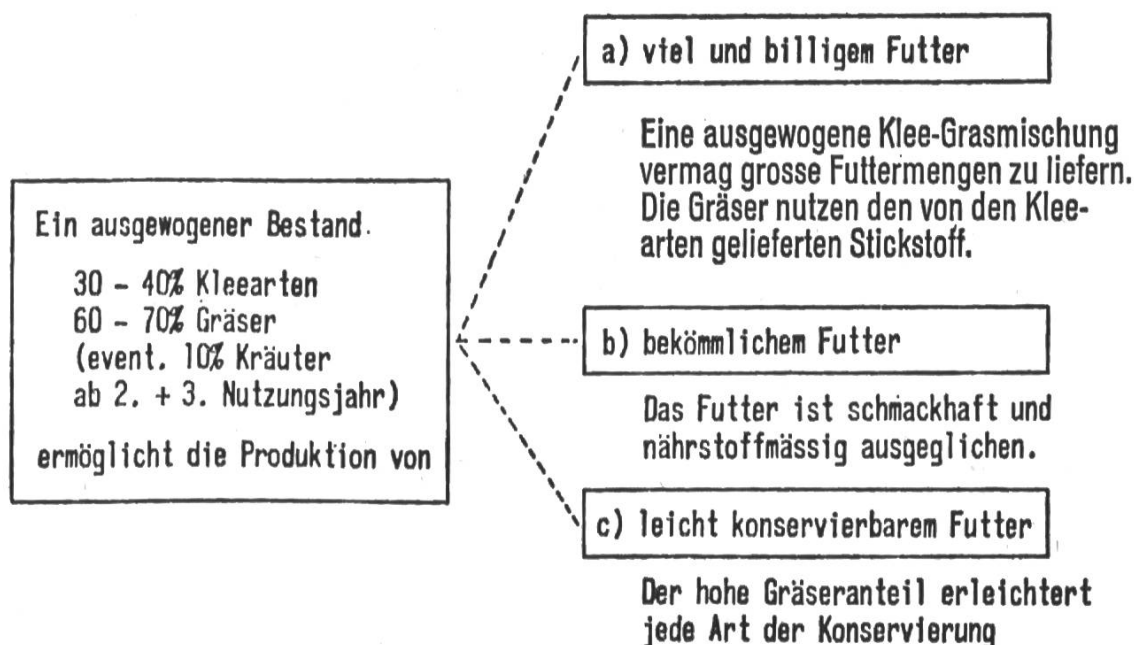 Ein ausgewogener Bestand
30 - 40% Kleearten
60 - 70% Gräser
(event. 10% Kräuter
ab 2. + 3. Nutzungsjahr)
ermöglicht die Produktion von
a) viel und billigem Futter
Eine ausgewogene Klee-Grasmischung
vermag grosse Futtermengen zu liefern.
Die Gräser nutzen den von den Klee-
arten gelieferten Stickstoff.
b) bekömmlichem Futter
Das Futter ist schmackhaft und
nährstoffmässig ausgeglichen.
c) leicht konservierbarem Futter
Der hohe Gräseranteil erleichtert
jede Art der Konservierung